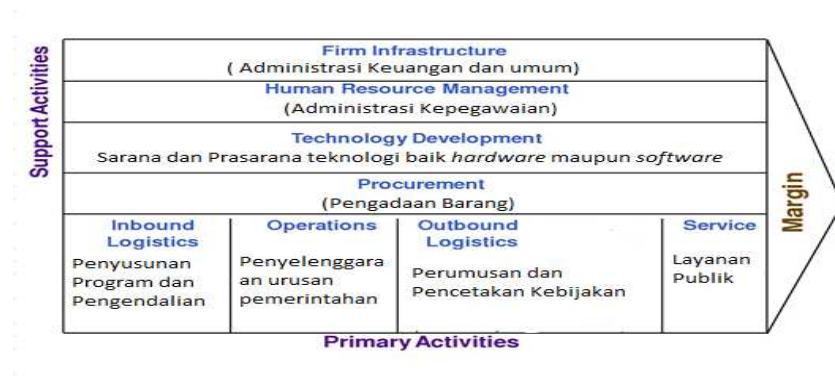 Support Activities
Firm Infrastructure
( Administrasi Keuangan dan umum)
Human Resource Management
(Administrasi Kepegawaian)
Technology Development
Sarana dan Prasarana teknologi baik hardware maupun software
Procurement
(Pengadaan Barang)
Inbound
Logistics
Penyusunan
Program dan
Pengendalian
Operations
Penyelenggara
an urusan
pemerintahan
Outbound
Logistics
Perumusan dan
Pencetakan Kebijakan
Service
Layanan
Publik
Margin
Primary Activities